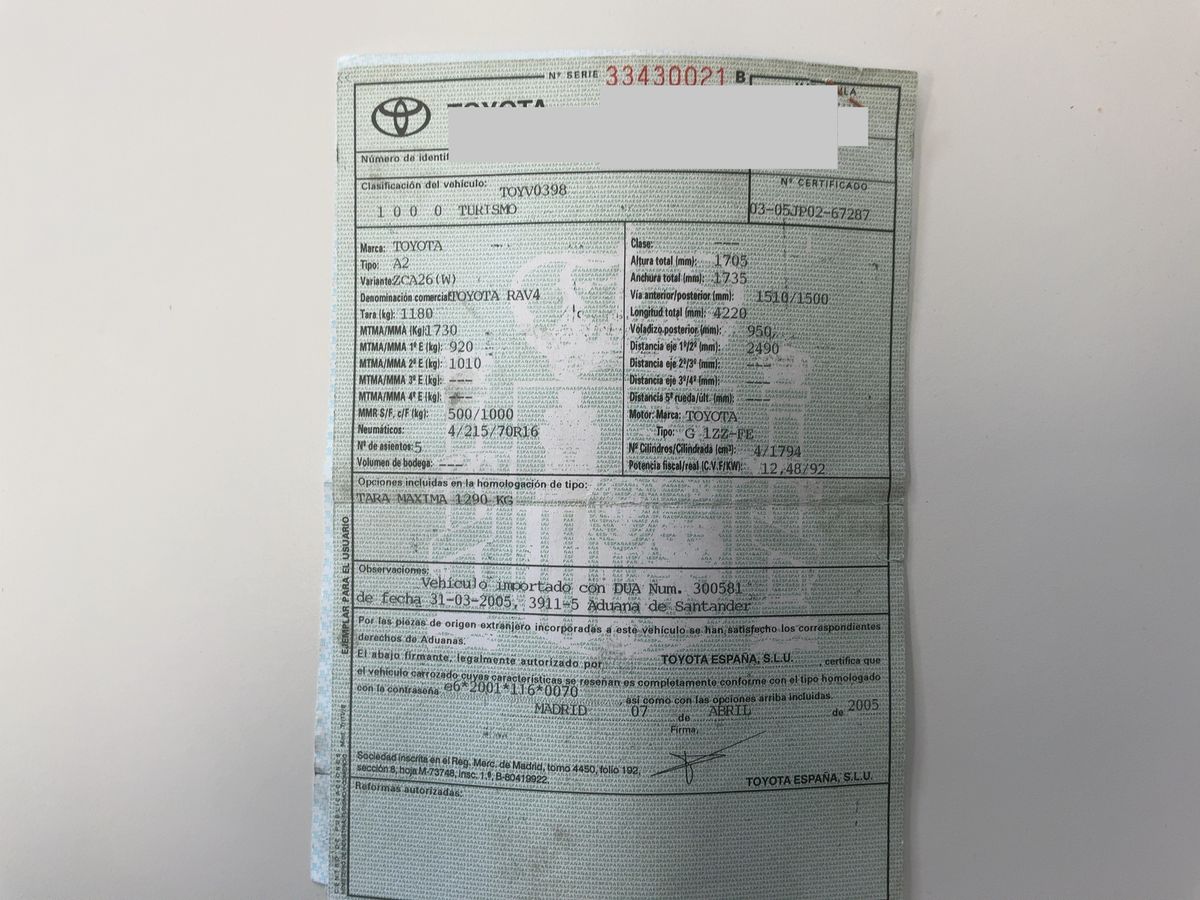 Nº SERIE 33430021 B
TOYOTA
Número de identif
Clasificación del vehículo: TOYV0398
Nº CERTIFICADO
1 0 0 0 TURISMO
03-05JP02-67287
Marca: TOYOTA
Tipo: A2
Variante: ZCA26(W)
Denominación comercial: TOYOTA RAV4
Tara (kg): 1180
MTMA/MMA (Kg): 1730
MTMA/MMA 1º E (kg): 920
MTMA/MMA 2º E (kg): 1010
MTMA/MMA 3º E (kg): ---
MTMA/MMA 4º E (kg): ---
MMR S/F, c/F (kg): 500/1000
Neumáticos: 4/215/70R16
Nº de asientos: 5
Volumen de bodega: ---
Clase: ---
Altura total (mm): 1705
Anchura total (mm): 1735
Vía anterior/posterior (mm): 1510/1500
Longitud total (mm): 4220
Voladizo posterior (mm): 950
Distancia eje 1º/2º (mm): 2490
Distancia eje 2º/3º (mm): ---
Distancia eje 3º/4º (mm): ---
Distancia 5ª rueda/últ. (mm): ---
Motor: Marca: TOYOTA
Tipo: G 1ZZ-FE
Nº Cilindros/Cilindrada (cm³): 4/1794
Potencia fiscal/real (C.V.F/KW): 12,48/92
Opciones incluidas en la homologación de tipo:
TARA MAXIMA 1290 KG
Observaciones:
Vehículo importado con DUA Num. 300581
de fecha 31-03-2005, 3911-5 Aduana de Santander
Por las piezas de origen extranjero incorporadas a este vehículo se han satisfecho los correspondientes
derechos de Aduanas.
El abajo firmante, legalmente autorizado por TOYOTA ESPAÑA, S.L.U. , certifica que
el vehículo carrozado cuyas características se reseñan es completamente conforme con el tipo homologado
con la contraseña e6*2001*116*0070 , así como con las opciones arriba incluidas.
MADRID 07 de ABRIL de 2005
Firma,
Sociedad inscrita en el Reg. Merc. de Madrid, tomo 4450, folio 192,
sección 8, hoja M-73748, insc. 1.ª, B-80419922.
TOYOTA ESPAÑA, S.L.U.
Reformas autorizadas:
EJEMPLAR PARA EL USUARIO